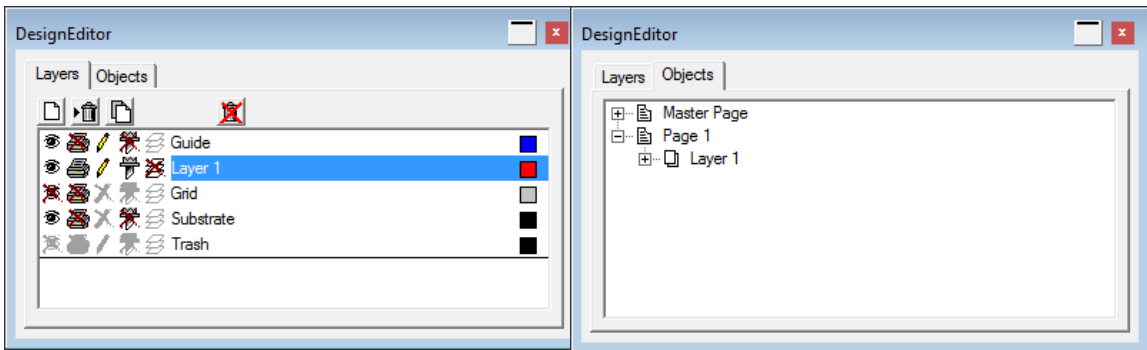 DesignEditor
Layers Objects
Guide
Layer 1
Grid
Substrate
Trash
DesignEditor
Layers Objects
Master Page
Page 1
Layer 1